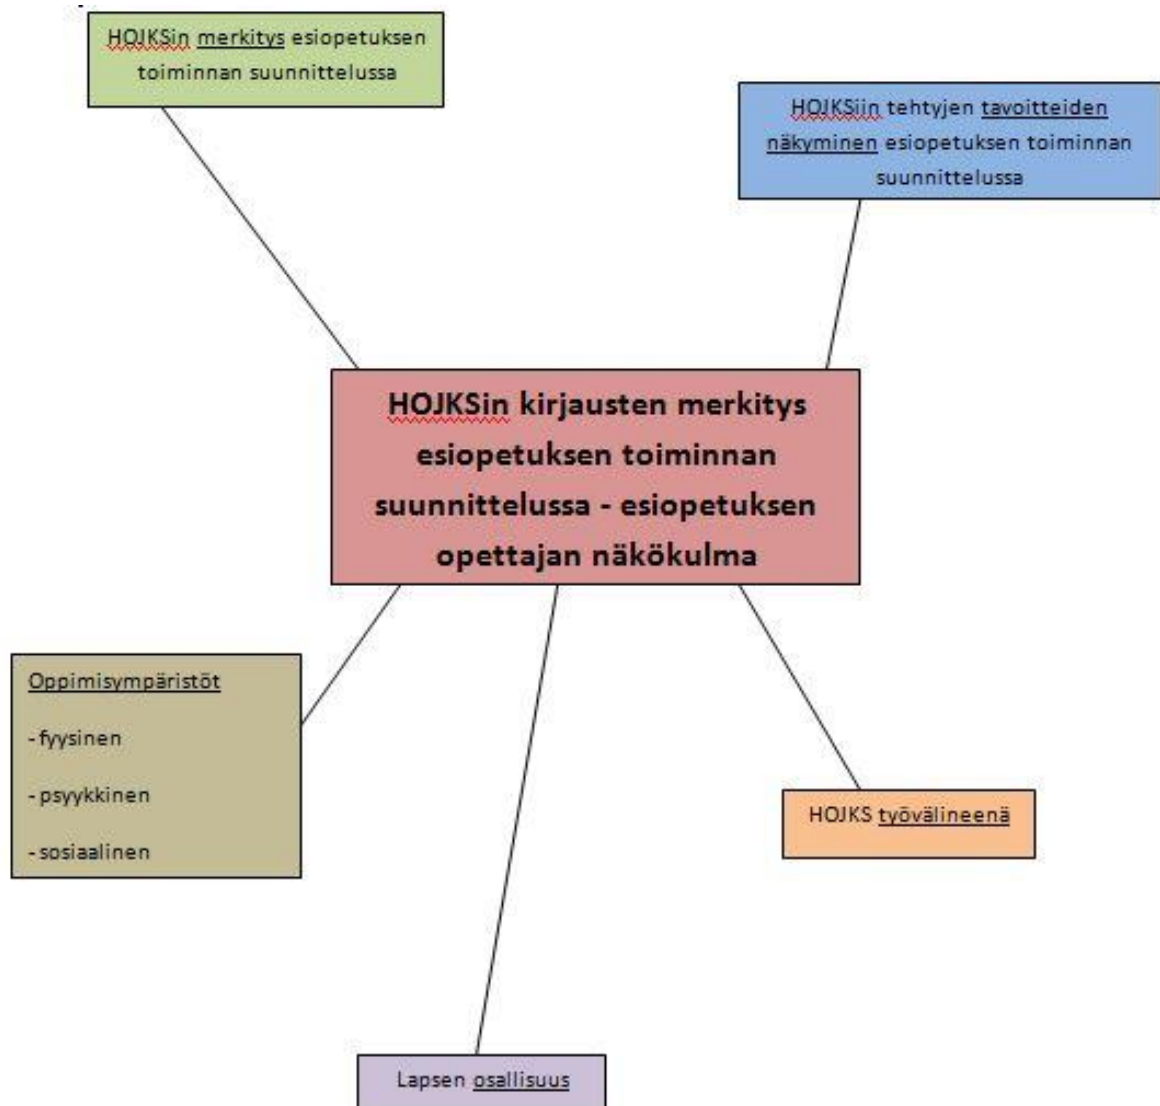 HOJKSin merkitys esiopetuksen
toiminnan suunnittelussa
HOJKSiin tehtyjen tavoitteiden
näkyminen esiopetuksen toiminnan
suunnittelussa
HOJKSin kirjausten merkitys
esiopetuksen toiminnan
suunnittelussa - esiopetuksen
opettajan näkökulma
Oppimisympäristöt
- fyysinen
- psyykkinen
- sosiaalinen
HOJKS työvälineenä
Lapsen osallisuus